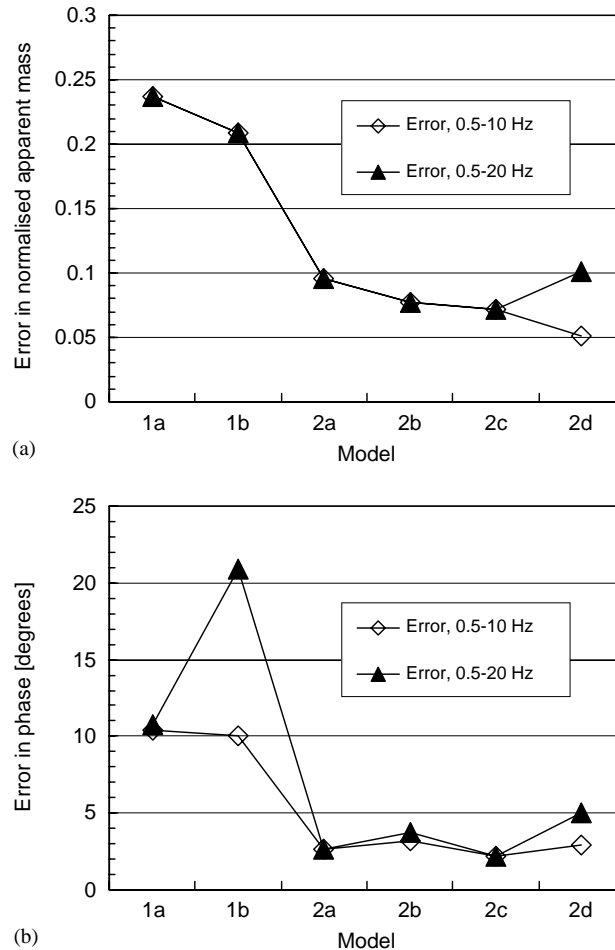 0.3
0.25
0.2
0.15
0.1
0.05
0
Error in normalised apparent mass
Error, 0.5-10 Hz
Error, 0.5-20 Hz
1a 1b 2a 2b 2c 2d
Model
(a)
25
20
15
10
5
0
Error in phase [degrees]
Error, 0.5-10 Hz
Error, 0.5-20 Hz
1a 1b 2a 2b 2c 2d
Model
(b)